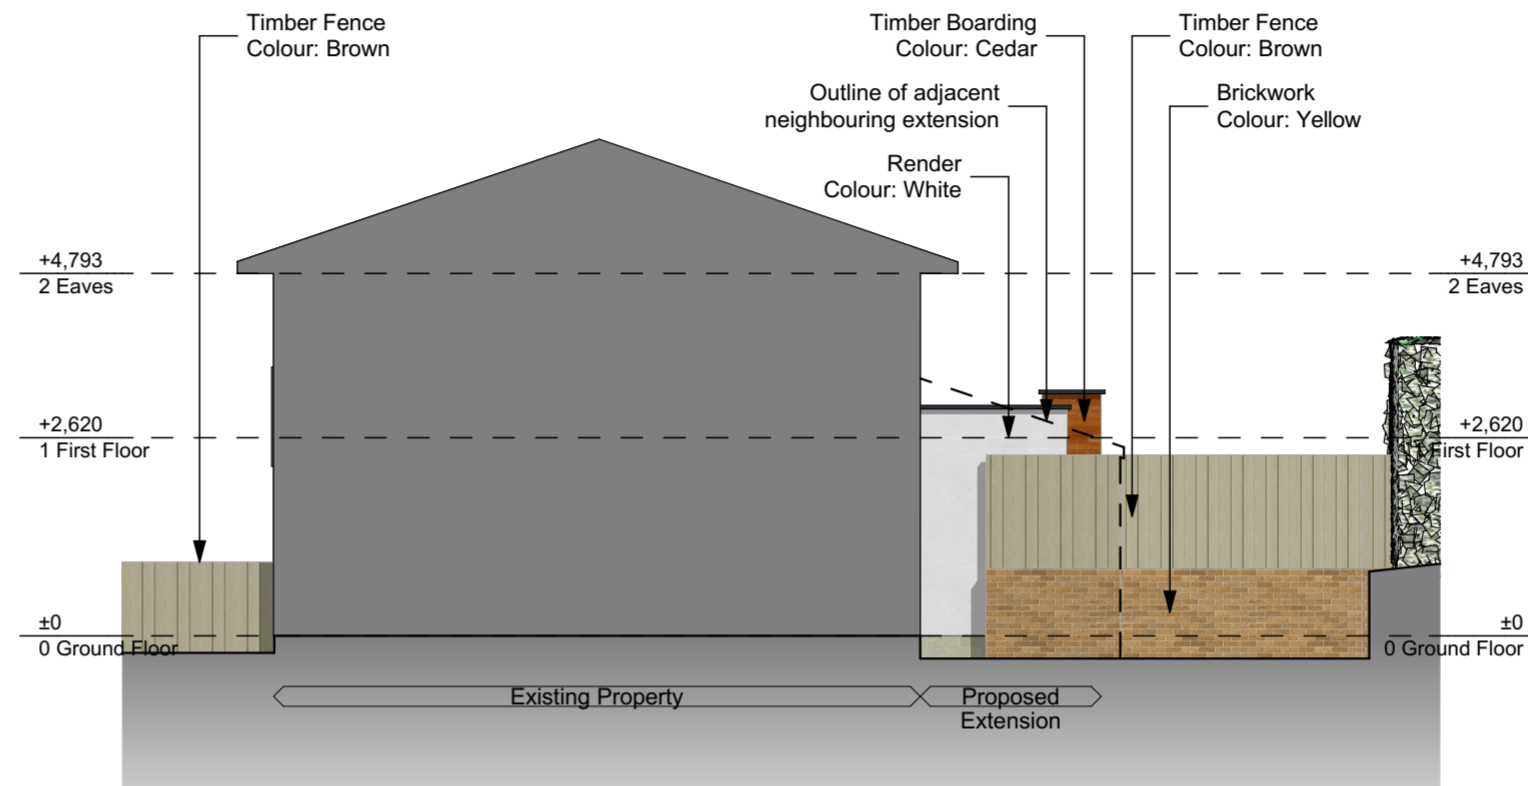 Timber Fence
Colour: Brown
Timber Boarding
Colour: Cedar
Timber Fence
Colour: Brown
Outline of adjacent
neighbouring extension
Brickwork
Colour: Yellow
Render
Colour: White
+4,793
2 Eaves
+4,793
2 Eaves
+2,620
1 First Floor
+2,620
1 First Floor
±0
0 Ground Floor
±0
0 Ground Floor
Existing Property
Proposed
Extension